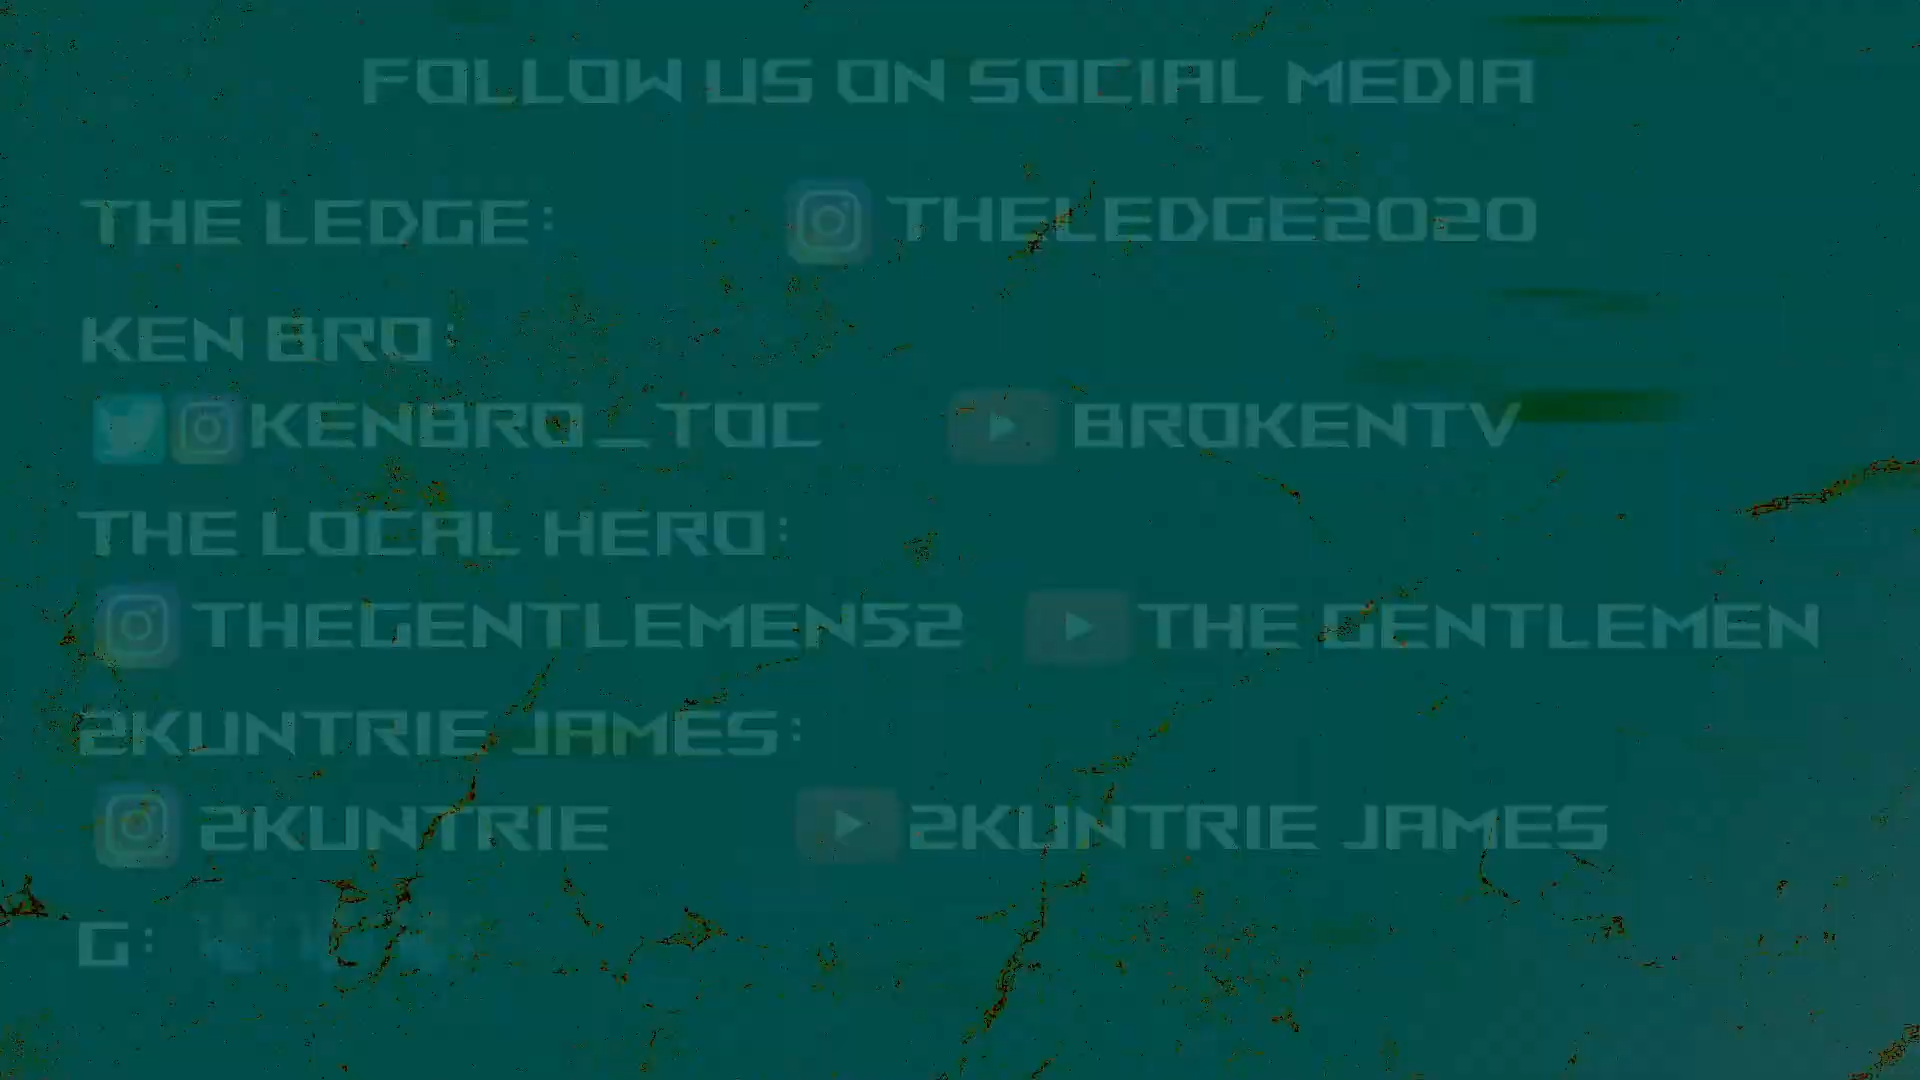 FOLLOW US ON SOCIAL MEDIA
THE LEDGE: THELEDGE2020
KEN BRO:
KENBRO_TOC BROKENTV
THE LOCAL HERO:
THEGENTLEMEN52 THE GENTLEMEN
2KUNTRIE JAMES:
2KUNTRIE 2KUNTRIE JAMES
G: